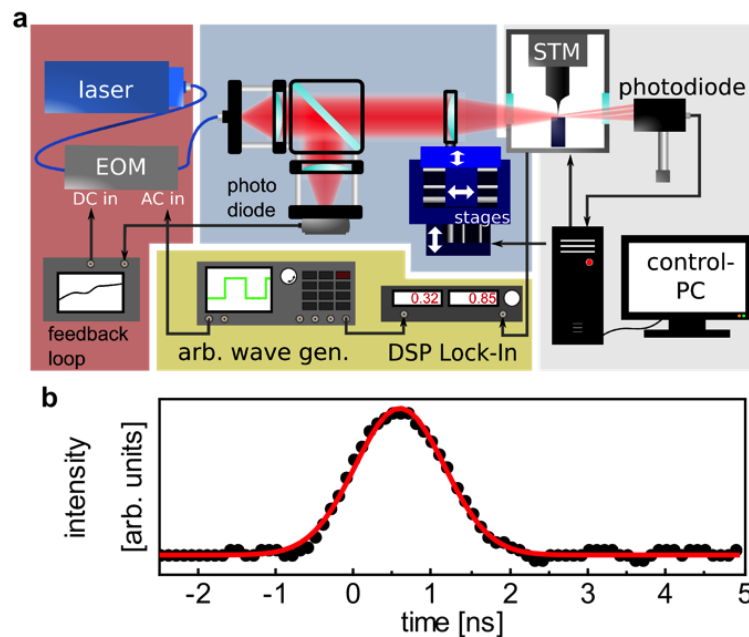 a
laser
EOM
DC in
AC in
feedback
loop
photo
diode
stages
STM
photodiode
arb. wave gen.
0.32
0.85
DSP Lock-In
control-
PC
b
intensity
[arb. units]
-2
-1
0
1
2
3
4
5
time [ns]